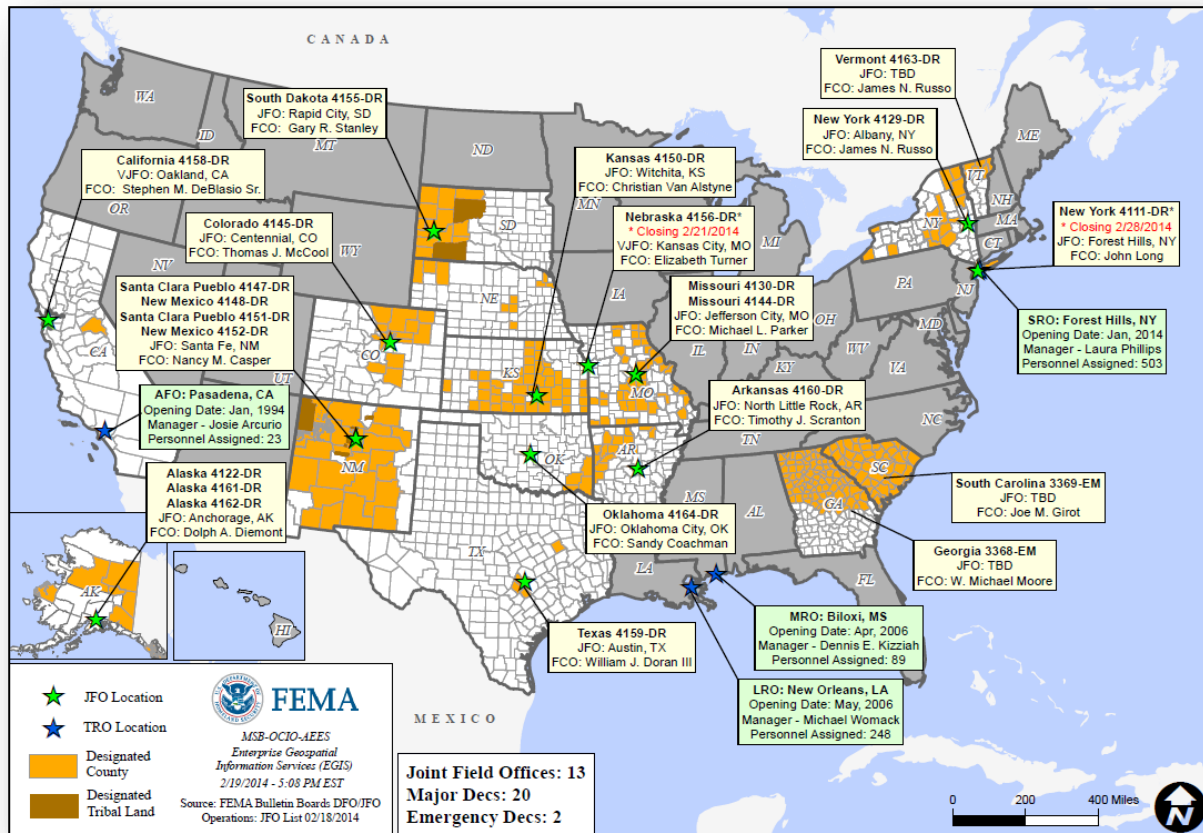 CANADA
Vermont 4163-DR
JFO: TBD
FCO: James N. Russo
New York 4129-DR
JFO: Albany, NY
FCO: James N. Russo
South Dakota 4155-DR
JFO: Rapid City, SD
FCO: Gary R. Stanley
California 4158-DR
VJFO: Oakland, CA
FCO: Stephen M. DeBlasio Sr.
Kansas 4150-DR
JFO: Witchita, KS
FCO: Christian Van Alstyne
Colorado 4145-DR
JFO: Centennial, CO
FCO: Thomas J. McCool
Nebraska 4156-DR*
* Closing 2/21/2014
VJFO: Kansas City, MO
FCO: Elizabeth Turner
New York 4111-DR*
* Closing 2/28/2014
JFO: Forest Hills, NY
FCO: John Long
Santa Clara Pueblo 4147-DR
New Mexico 4148-DR
Santa Clara Pueblo 4151-DR
New Mexico 4152-DR
JFO: Santa Fe, NM
FCO: Nancy M. Casper
Missouri 4130-DR
Missouri 4144-DR
JFO: Jefferson City, MO
FCO: Michael L. Parker
SRO: Forest Hills, NY
Opening Date: Jan, 2014
Manager - Laura Phillips
Personnel Assigned: 503
AFO: Pasadena, CA
Opening Date: Jan, 1994
Manager - Josie Arcurio
Personnel Assigned: 23
Arkansas 4160-DR
JFO: North Little Rock, AR
FCO: Timothy J. Scranton
Alaska 4122-DR
Alaska 4161-DR
Alaska 4162-DR
JFO: Anchorage, AK
FCO: Dolph A. Diemont
Oklahoma 4164-DR
JFO: Oklahoma City, OK
FCO: Sandy Coachman
South Carolina 3369-EM
JFO: TBD
FCO: Joe M. Girot
Georgia 3368-EM
JFO: TBD
FCO: W. Michael Moore
Texas 4159-DR
JFO: Austin, TX
FCO: William J. Doran III
MRO: Biloxi, MS
Opening Date: Apr, 2006
Manager - Dennis E. Kizziah
Personnel Assigned: 89
LRO: New Orleans, LA
Opening Date: May, 2006
Manager - Michael Womack
Personnel Assigned: 248
WA
ID
MT
ND
MN
MI
ME
VT
NH
MA
NY
CT
OR
WY
SD
IA
PA
NJ
NV
NE
OH
MD
CA
UT
CO
KS
MO
IL
IN
WV
VA
KY
NC
NM
OK
AR
TN
SC
TX
MS
AL
GA
LA
FL
AK
HI
MEXICO
JFO Location
TRO Location
Designated
County
Designated
Tribal Land
FEMA
MSB-OCIO-AEES
Enterprise Geospatial
Information Services (EGIS)
2/19/2014 - 5:08 PM EST
Source: FEMA Bulletin Boards DFO/JFO
Operations: JFO List 02/18/2014
Joint Field Offices: 13
Major Decs: 20
Emergency Decs: 2
0 200 400 Miles
N